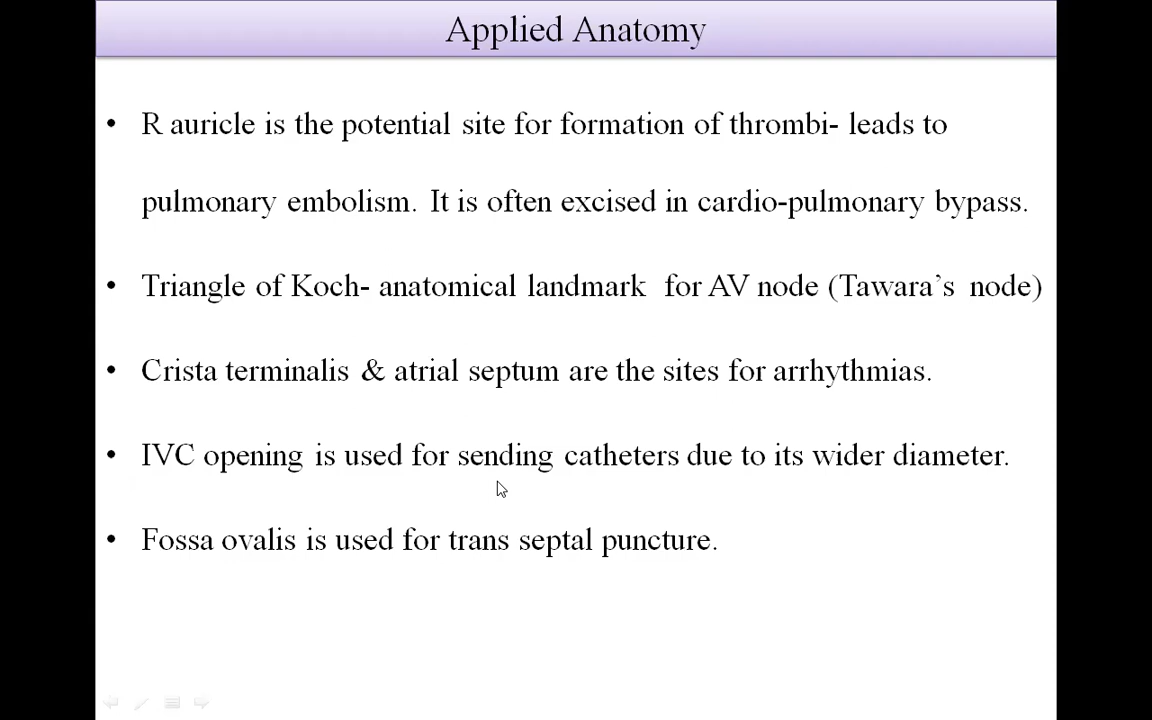 Applied Anatomy
• R auricle is the potential site for formation of thrombi- leads to
pulmonary embolism. It is often excised in cardio-pulmonary bypass.
• Triangle of Koch- anatomical landmark for AV node (Tawara’s node)
• Crista terminalis & atrial septum are the sites for arrhythmias.
• IVC opening is used for sending catheters due to its wider diameter.
• Fossa ovalis is used for trans septal puncture.